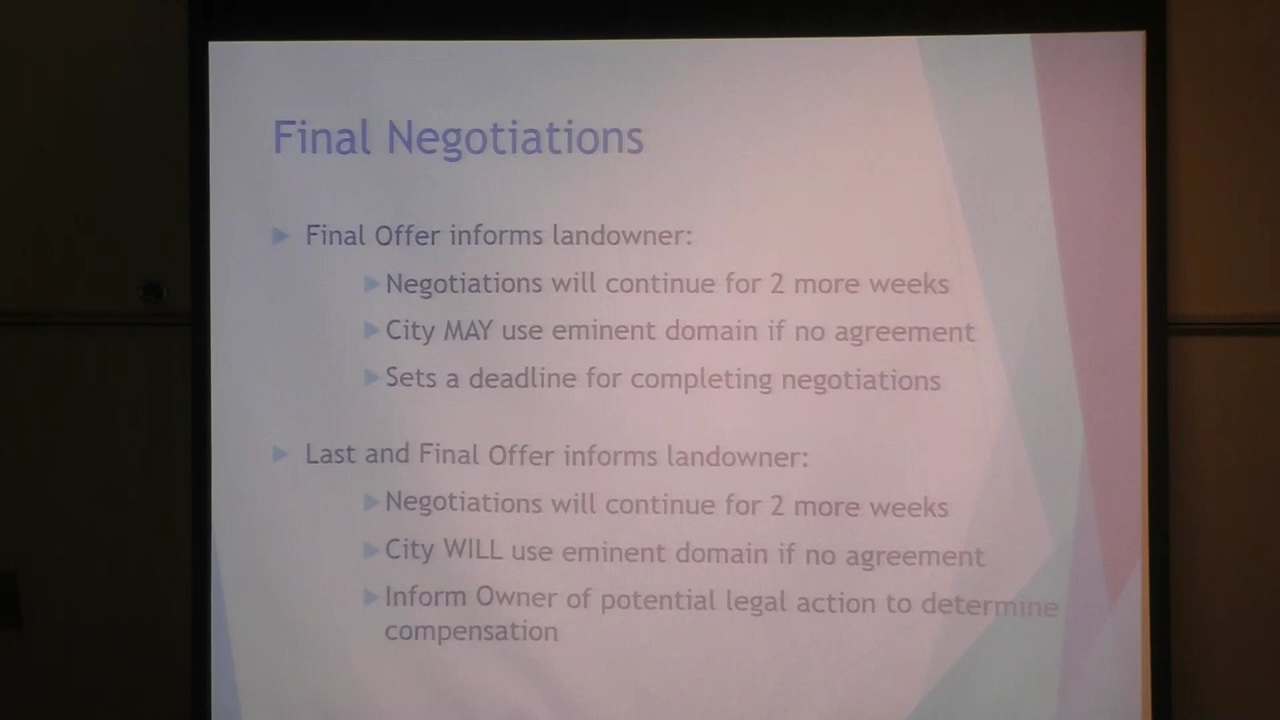 Final Negotiations
Final Offer informs landowner:
Negotiations will continue for 2 more weeks
City MAY use eminent domain if no agreement
Sets a deadline for completing negotiations
Last and Final Offer informs landowner:
Negotiations will continue for 2 more weeks
City WILL use eminent domain if no agreement
Inform Owner of potential legal action to determine
compensation